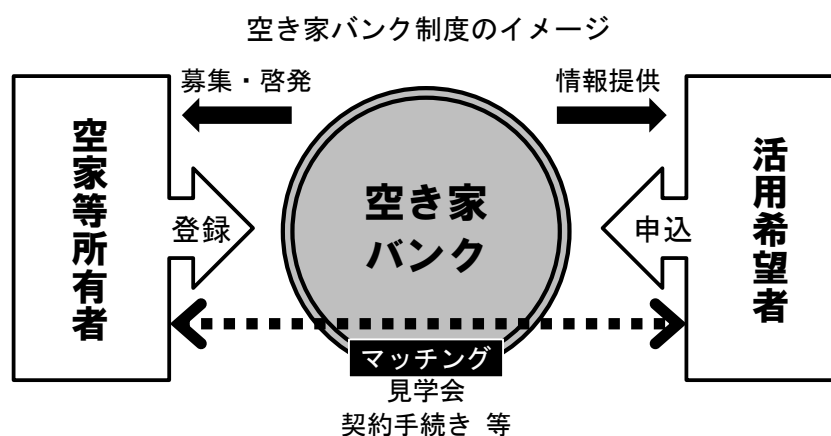 空き家バンク制度のイメージ
募集・啓発
情報提供
空家等所有者
登録
空き家
バンク
申込
活用希望者
マッチング
見学会
契約手続き 等